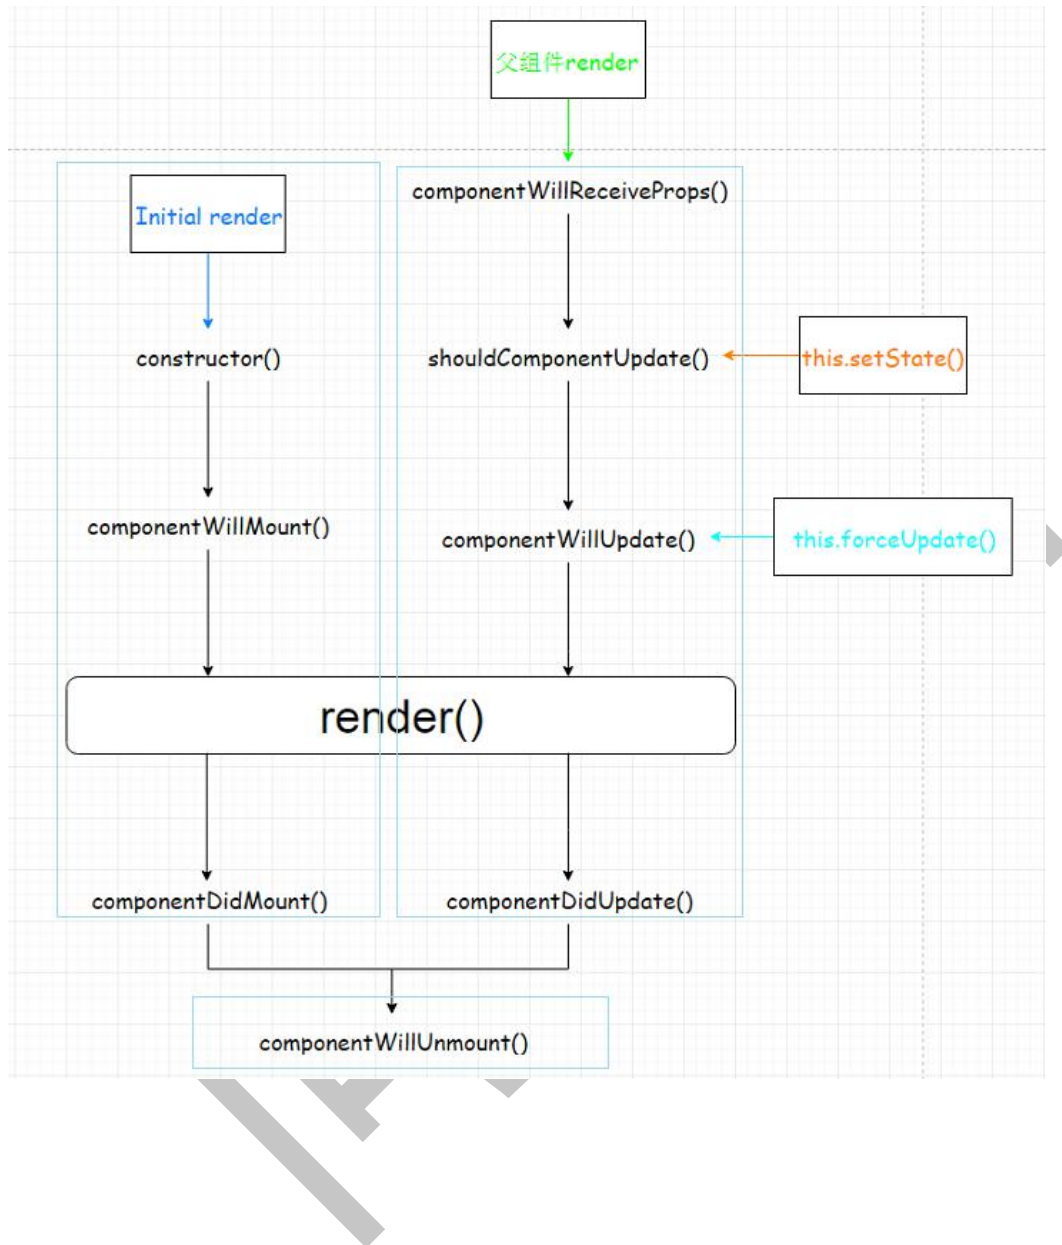 父组件render
componentWillReceiveProps()
Initial render
constructor()
shouldComponentUpdate()
this.setState()
componentWillMount()
componentWillUpdate()
this.forceUpdate()
render()
componentDidMount()
componentDidUpdate()
componentWillUnmount()